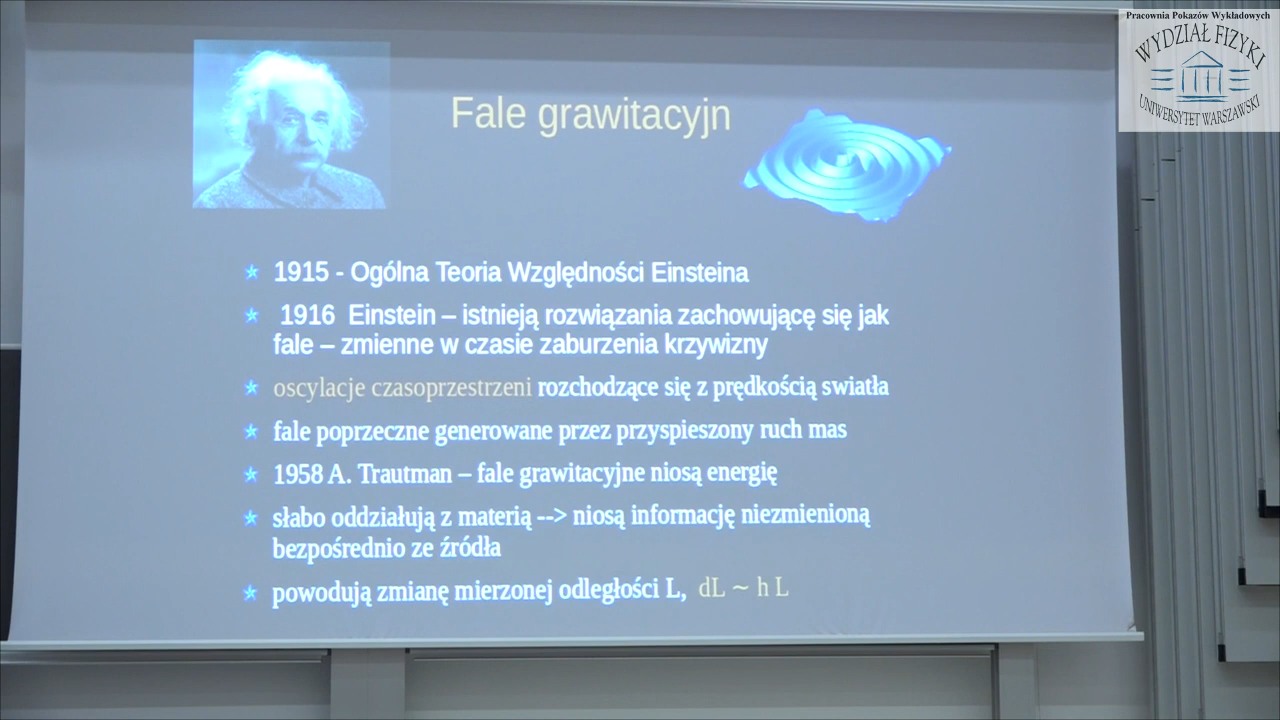 Pracownia Pokazów Wykładowych
WYDZIAŁ FIZYKI
UNIWERSYTET WARSZAWSKI
Fale grawitacyjn
1915 - Ogólna Teoria Względności Einsteina
1916 Einstein – istnieją rozwiązania zachowującę się jak
fale – zmienne w czasie zaburzenia krzywizny
oscylacje czasoprzestrzeni rozchodzące się z prędkością swiatła
fale poprzeczne generowane przez przyspieszony ruch mas
1958 A. Trautman – fale grawitacyjne niosą energię
słabo oddziałują z materią --> niosą informację niezmienioną
bezpośrednio ze źródła
powodują zmianę mierzonej odległości L, dL ~ h L